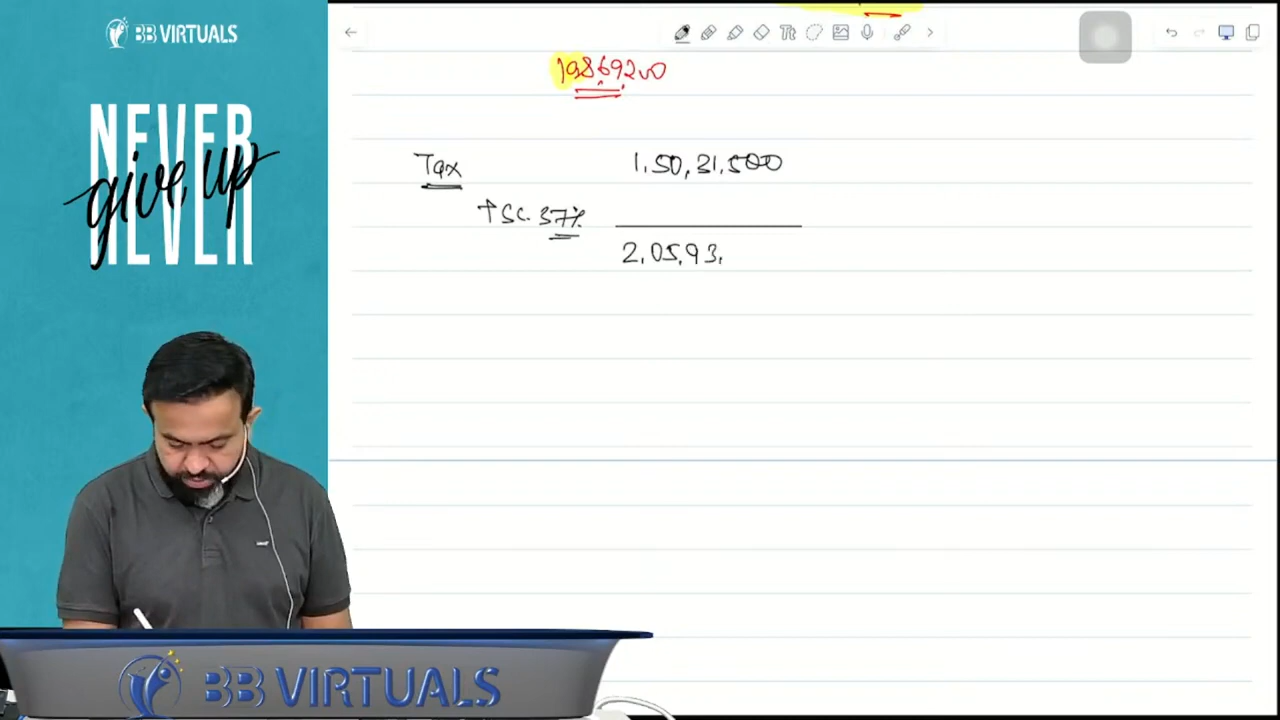 BB VIRTUALS
NEVER
give up
NEVER
19869200
Tax 1,50,31,500
↑ SC. 37%
2,05,93,
BB VIRTUALS